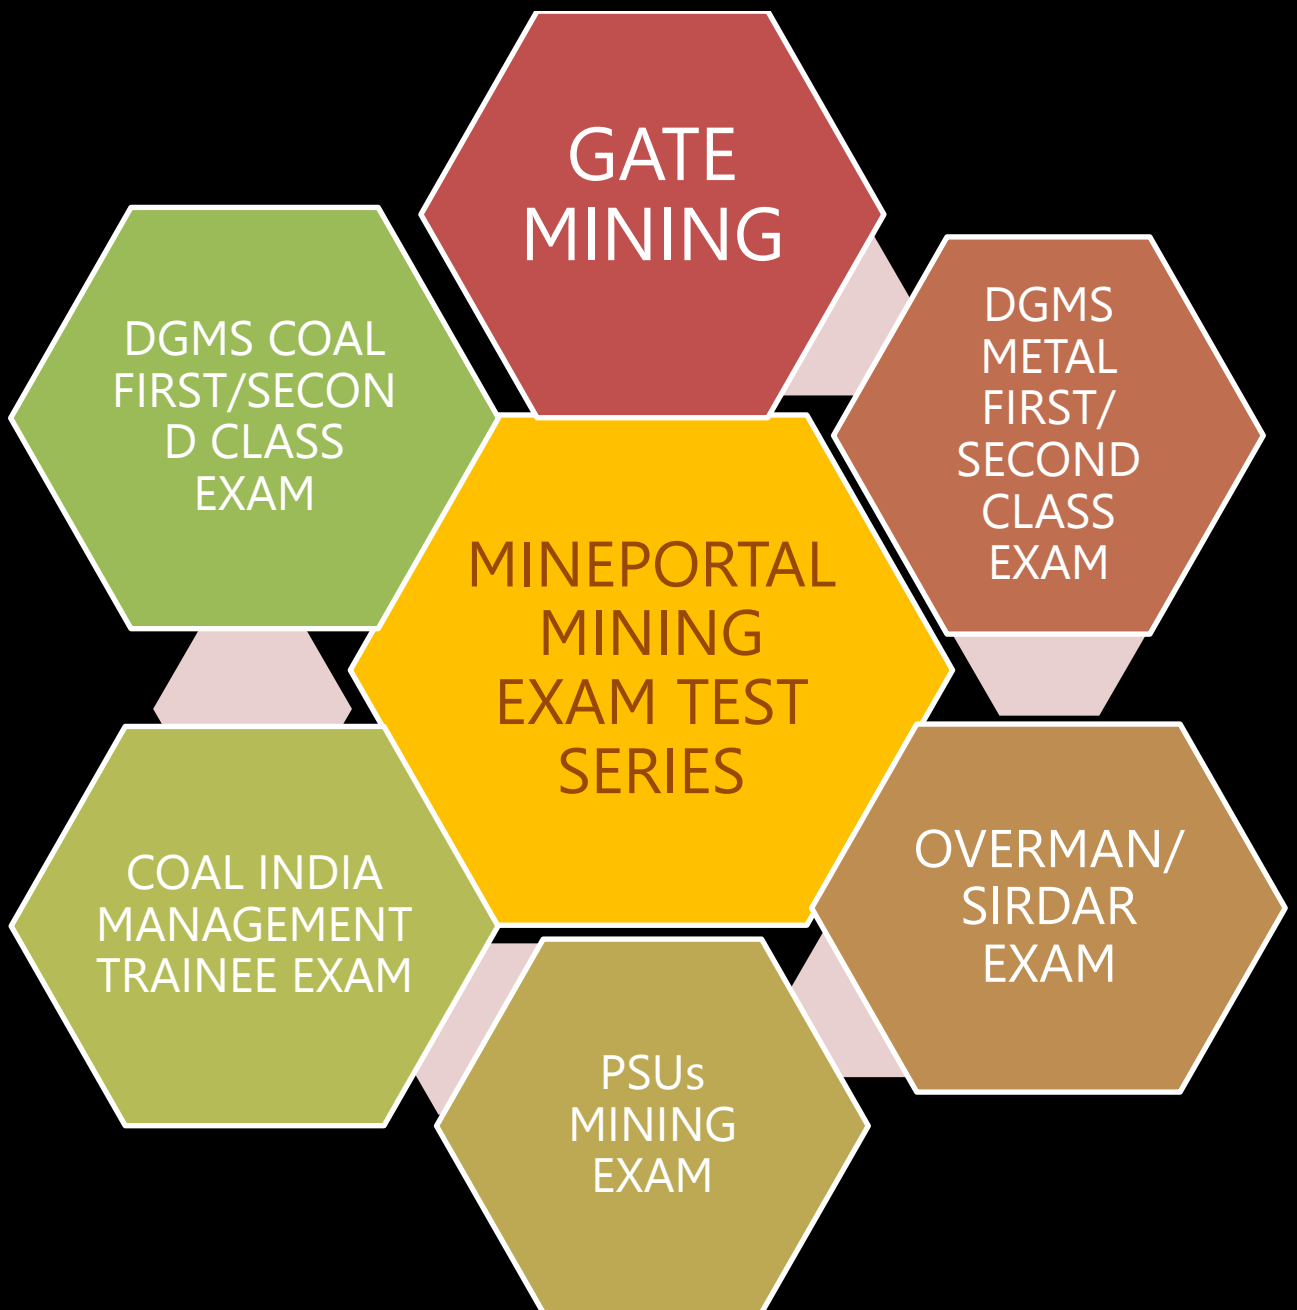 GATE
MINING
DGMS COAL
FIRST/SECON
D CLASS
EXAM
DGMS
METAL
FIRST/
SECOND
CLASS
EXAM
MINEPORTAL
MINING
EXAM TEST
SERIES
COAL INDIA
MANAGEMENT
TRAINEE EXAM
OVERMAN/
SIRDAR
EXAM
PSUs
MINING
EXAM